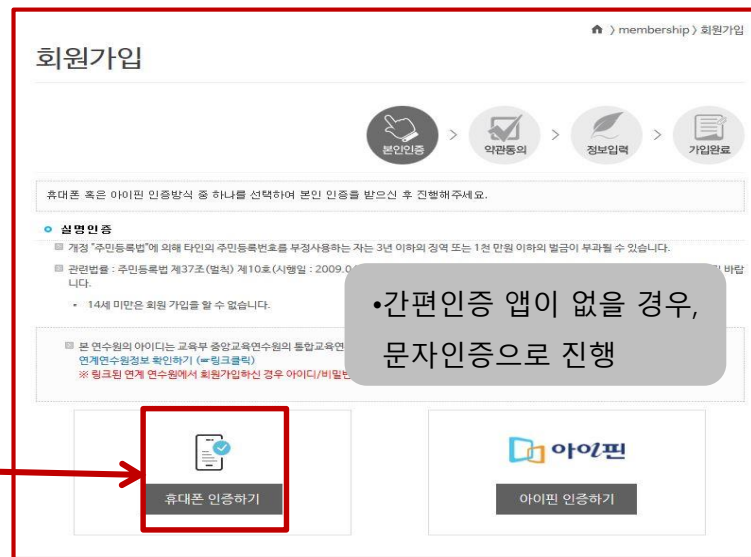 〉membership 〉회원가입
회원가입
본인인증 > 약관동의 > 정보입력 > 가입완료
휴대폰 혹은 아이핀 인증방식 중 하나를 선택하여 본인 인증을 받으신 후 진행해주세요.
실명인증
개정 "주민등록법"에 의해 타인의 주민등록번호를 부정사용하는 자는 3년 이하의 징역 또는 1천 만원 이하의 벌금이 부과될 수 있습니다.
관련법률 : 주민등록법 제37조(벌칙) 제10호(시행일 : 2009.0 바랍
니다.
• 14세 미만은 회원 가입을 할 수 없습니다.
•간편인증 앱이 없을 경우,
문자인증으로 진행
본 연수원의 아이디는 교육부 중앙교육연수원의 통합교육연
연계연수원정보 확인하기 (☞링크클릭)
※ 링크된 연계 연수원에서 회원가입하신 경우 아이디/비밀번
아이핀
휴대폰 인증하기
아이핀 인증하기